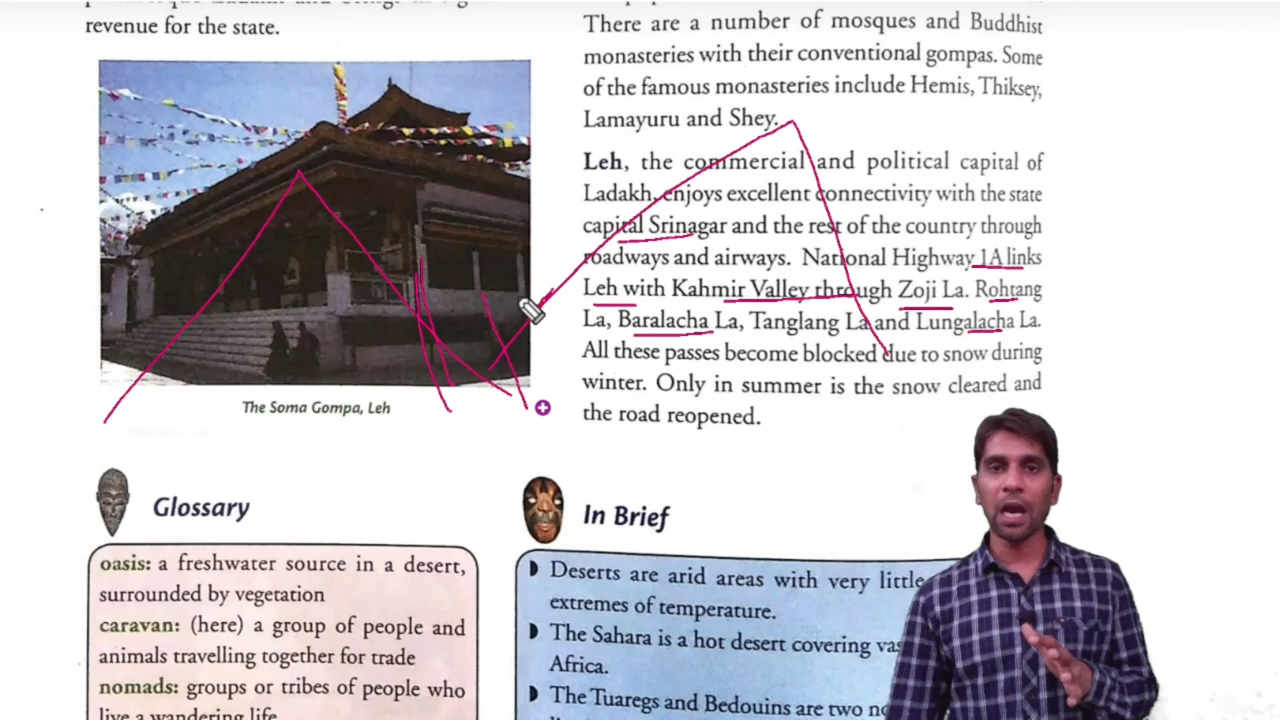 revenue for the state.
The Soma Gompa, Leh
There are a number of mosques and Buddhist
monasteries with their conventional gompas. Some
of the famous monasteries include Hemis, Thiksey,
Lamayuru and Shey.
Leh, the commercial and political capital of
Ladakh, enjoys excellent connectivity with the state
capital Srinagar and the rest of the country through
roadways and airways. National Highway 1A links
Leh with Kahmir Valley through Zoji La. Rohtang
La, Baralacha La, Tanglang La and Lungalacha La.
All these passes become blocked due to snow during
winter. Only in summer is the snow cleared and
the road reopened.
Glossary
oasis: a freshwater source in a desert,
surrounded by vegetation
caravan: (here) a group of people and
animals travelling together for trade
nomads: groups or tribes of people who
live a wandering life
In Brief
Deserts are arid areas with very little
extremes of temperature.
The Sahara is a hot desert covering
Africa.
The Tuaregs and Bedouins are two